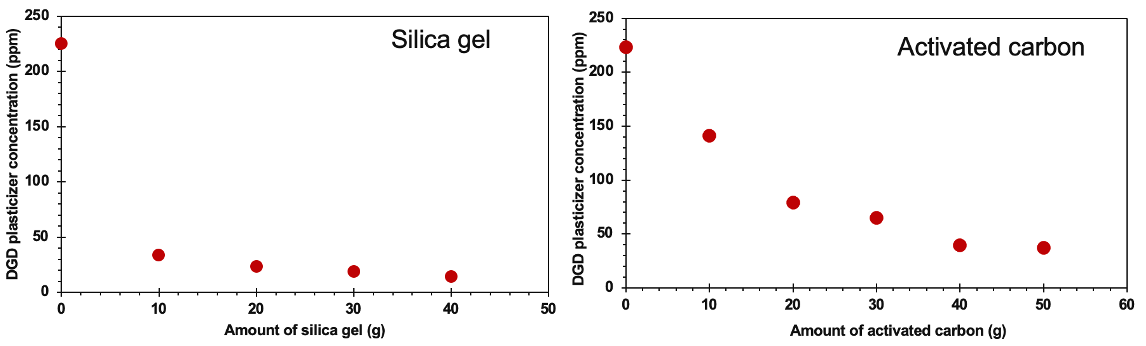 Silica gel
DGD plasticizer concentration (ppm)
250
200
150
100
50
0
0 10 20 30 40 50
Amount of silica gel (g)
Activated carbon
DGD plasticizer concentration (ppm)
250
200
150
100
50
0
0 10 20 30 40 50 60
Amount of activated carbon (g)